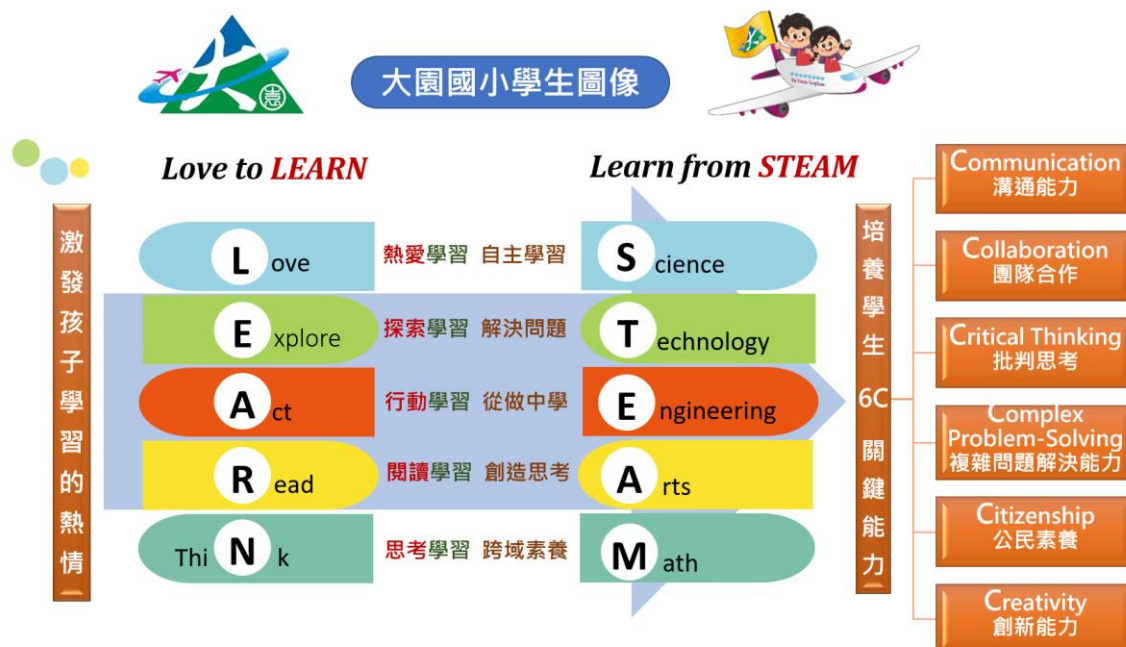 大園國小學生圖像
大
園
Love to LEARN
Learn from STEAM
激發孩子學習的熱情
Love
熱愛學習 自主學習
Science
Explore
探索學習 解決問題
Technology
Act
行動學習 從做中學
Engineering
Read
閱讀學習 創造思考
Arts
ThiNk
思考學習 跨域素養
Math
培養學生 6C 關鍵能力
Communication
溝通能力
Collaboration
團隊合作
Critical Thinking
批判思考
Complex
Problem-Solving
複雜問題解決能力
Citizenship
公民素養
Creativity
創新能力